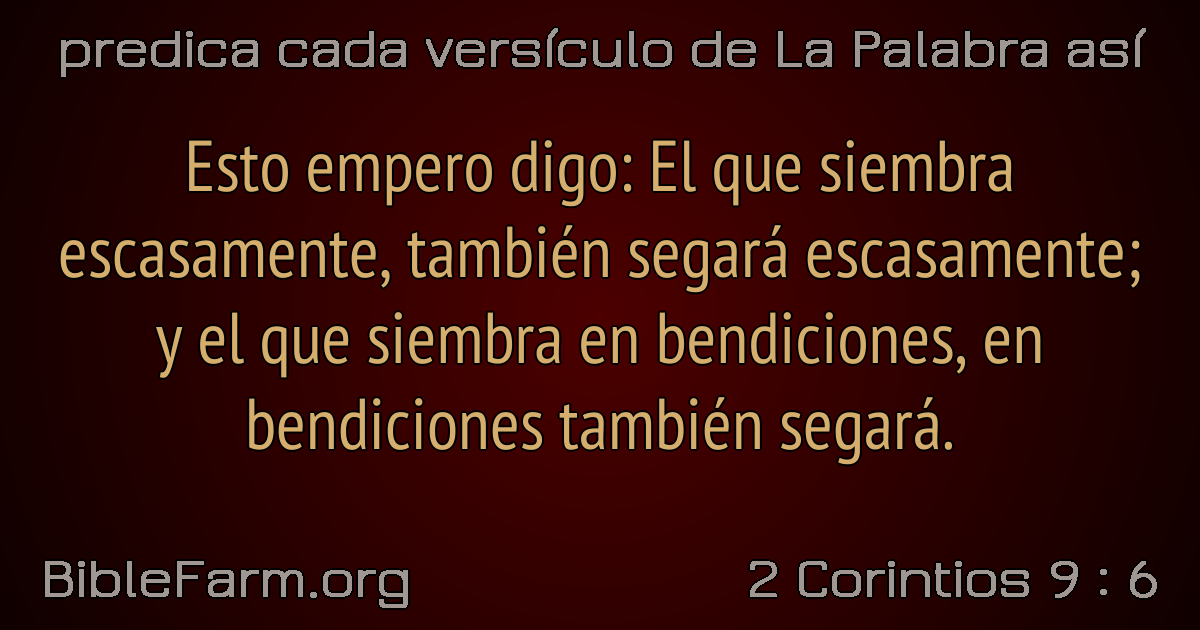 predica cada versículo de La Palabra así
Esto empero digo: El que siembra
escasamente, también segará escasamente;
y el que siembra en bendiciones, en
bendiciones también segará.
BibleFarm.org
2 Corintios 9 : 6